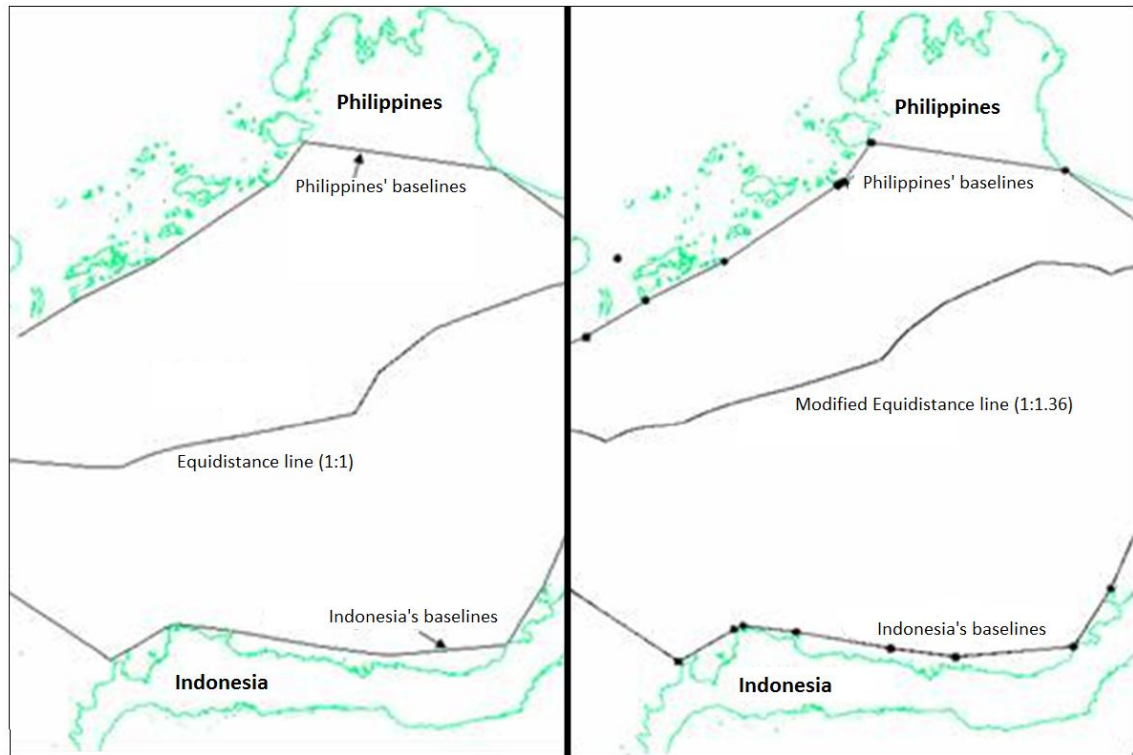 Philippines
Philippines' baselines
Equidistance line (1:1)
Indonesia's baselines
Indonesia
Philippines
Philippines' baselines
Modified Equidistance line (1:1.36)
Indonesia's baselines
Indonesia